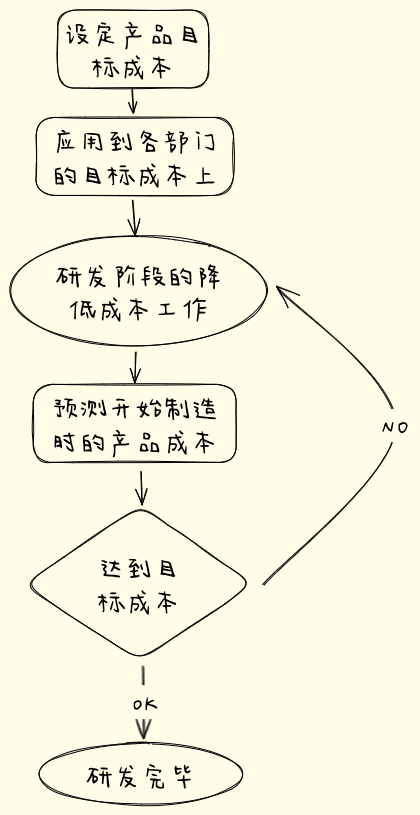 设定产品目
标成本
应用到各部门
的目标成本上
研发阶段的降
低成本工作
预测开始制造
时的产品成本
NO
达到目
标成本
OK
研发完毕